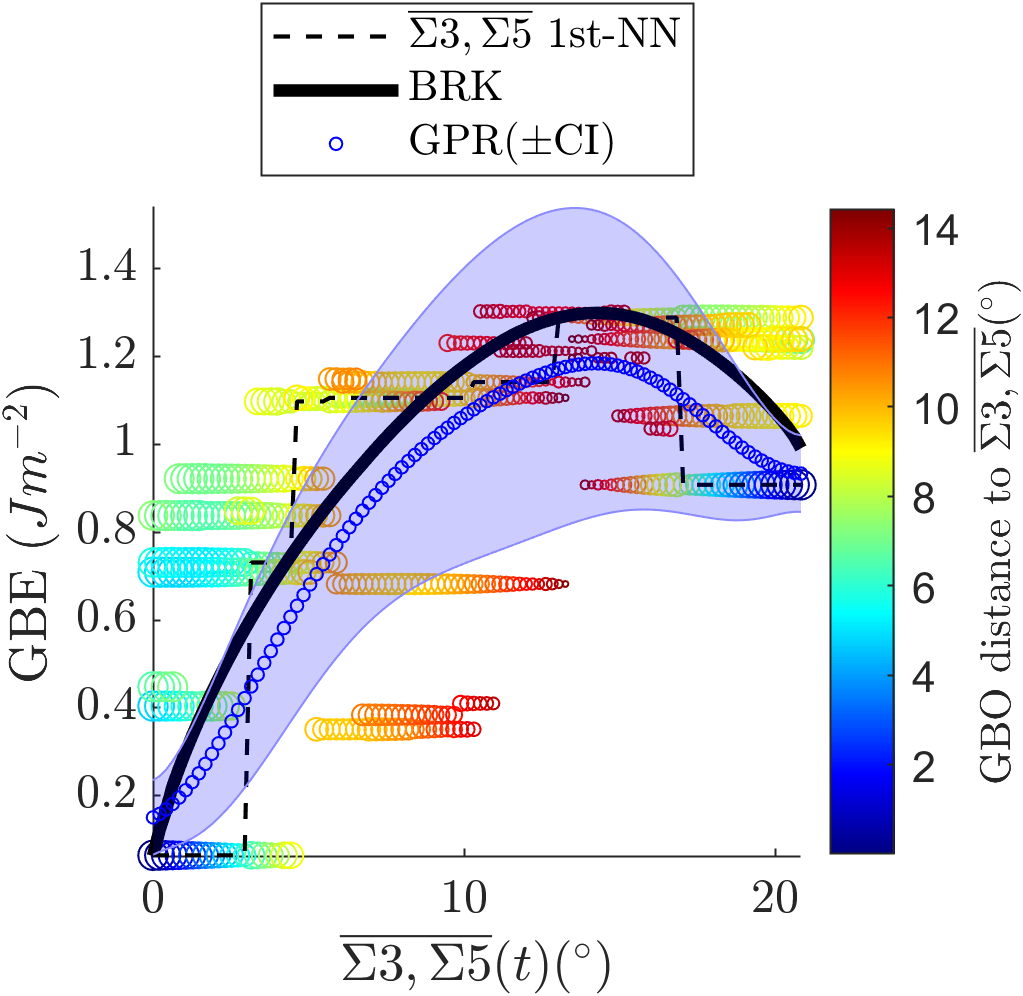 Σ3, Σ5 1st-NN
BRK
GPR(±CI)
GBE (Jm⁻²)
1.4
1.2
1
0.8
0.6
0.4
0.2
0
10
20
Σ3, Σ5(t)(°)
14
12
10
8
6
4
2
GBO distance to Σ3, Σ5(°)